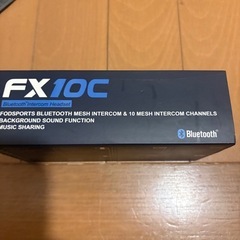 FX10C
Bluetooth Intercom Headset
FODSPORTS BLUETOOTH MESH INTERCOM & 10 MESH INTERCOM CHANNELS
BACKGROUND SOUND FUNCTION
MUSIC SHARING
Bluetooth